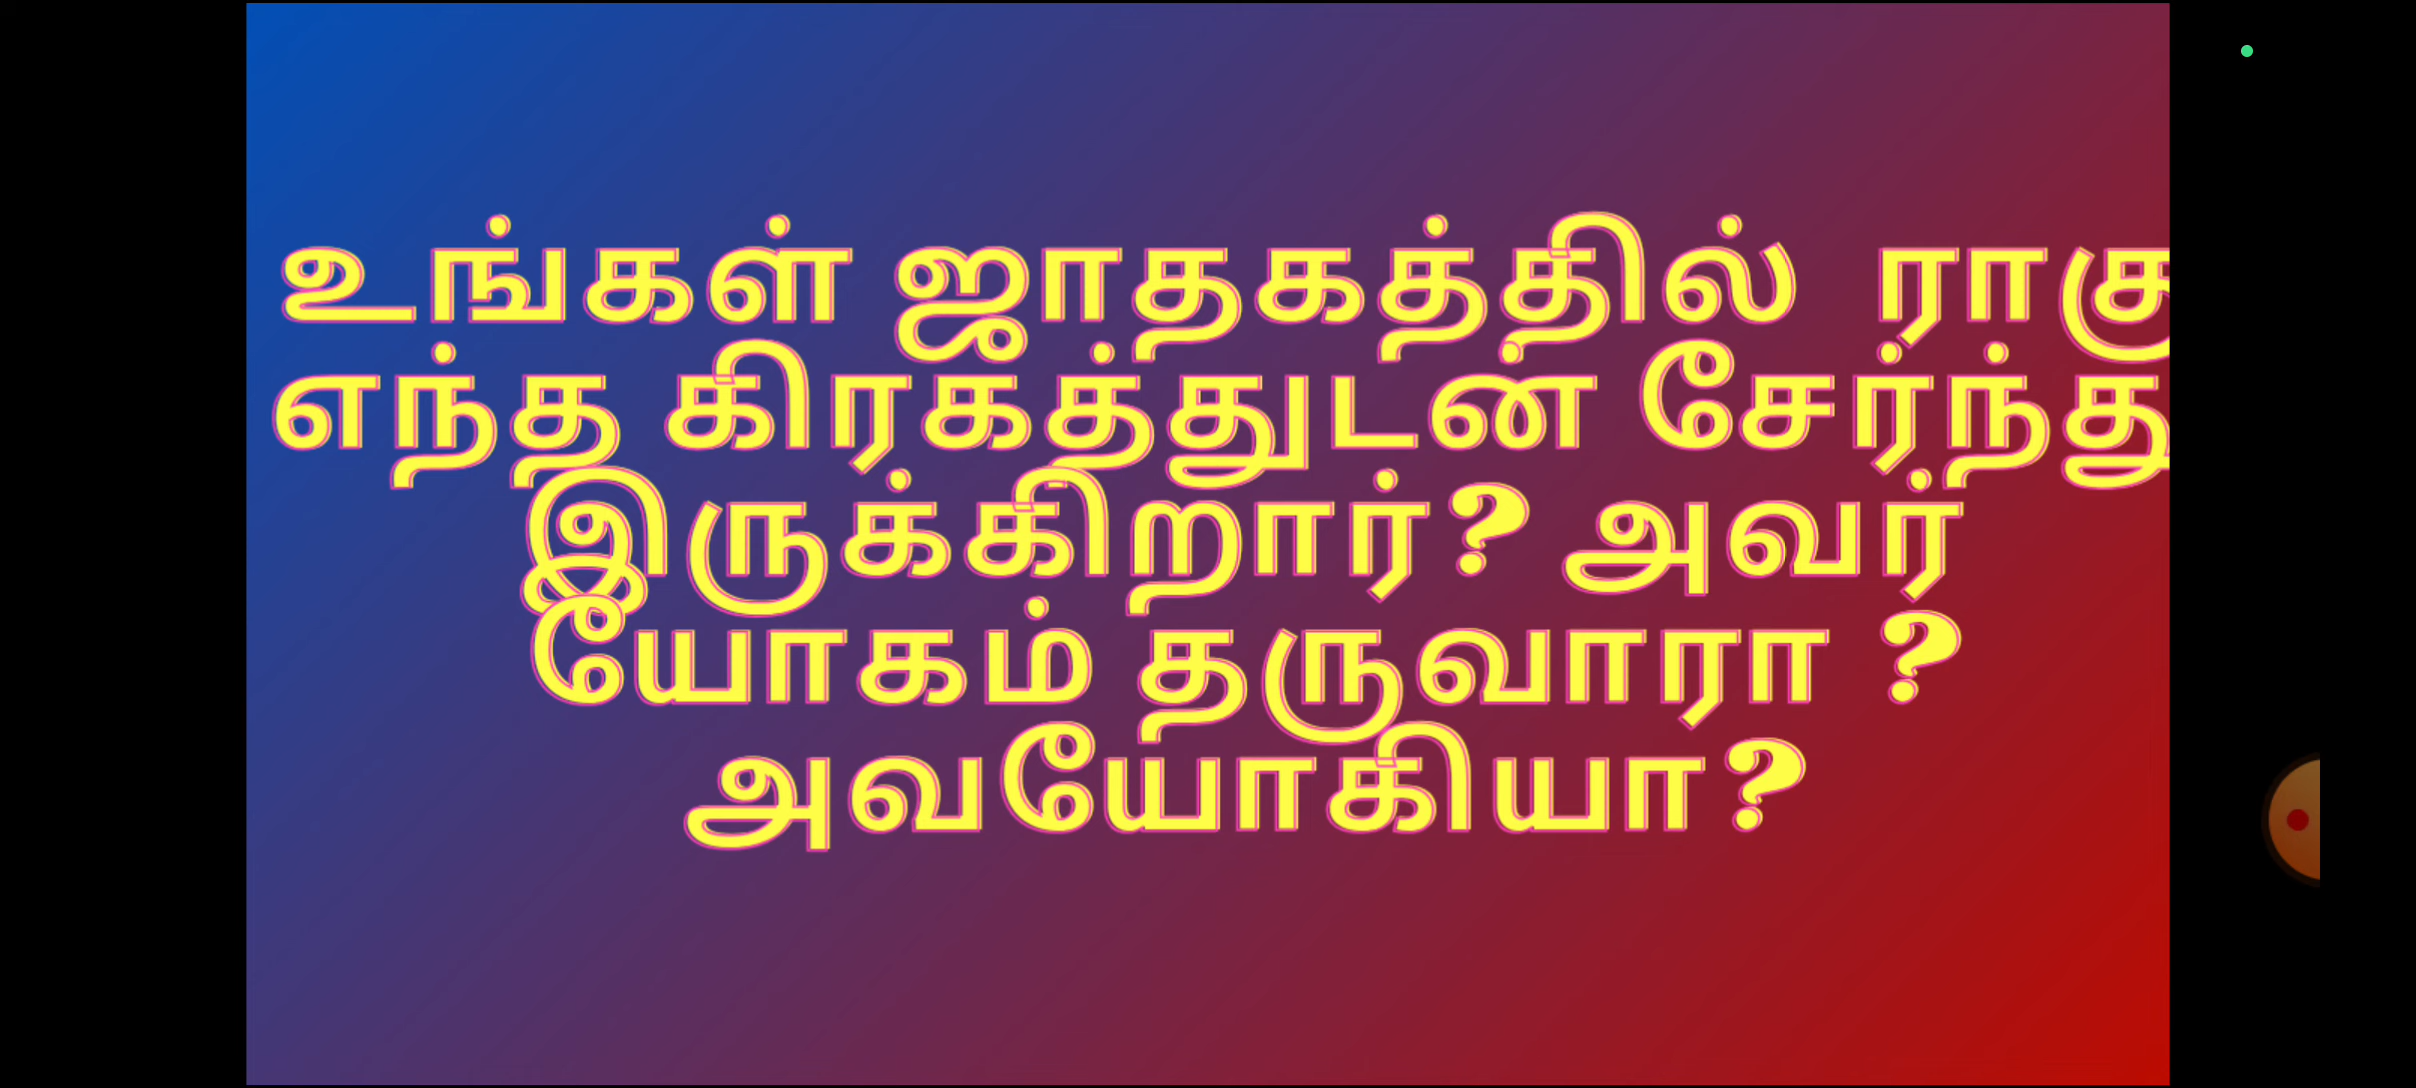 உங்கள் ஜாதகத்தில் ராகு
எந்த கிரகத்துடன் சேர்ந்து
இருக்கிறார்? அவர்
யோகம் தருவாரா ?
அவயோகியா?